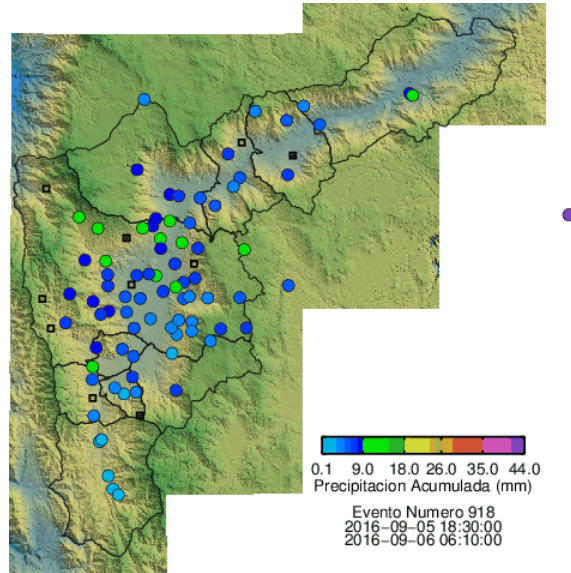 0.1 9.0 18.0 26.0 35.0 44.0
Precipitacion Acumulada (mm)
Evento Numero 918
2016-09-05 18:30:00
2016-09-06 06:10:00